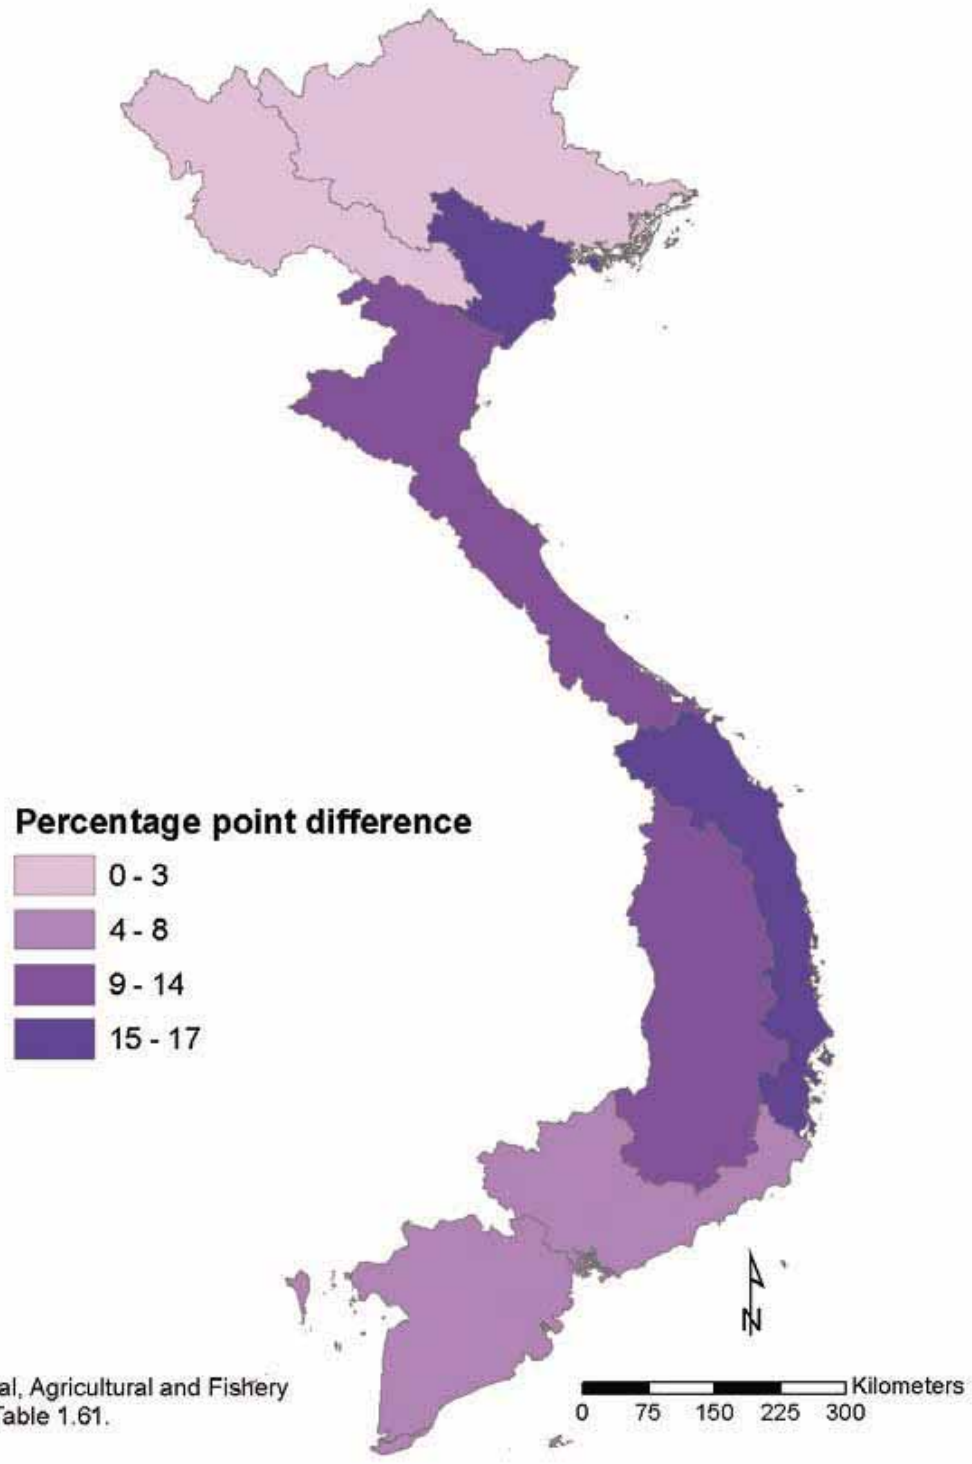 Percentage point difference
0 - 3
4 - 8
9 - 14
15 - 17
N
al, Agricultural and Fishery
Table 1.61.
Kilometers
0 75 150 225 300